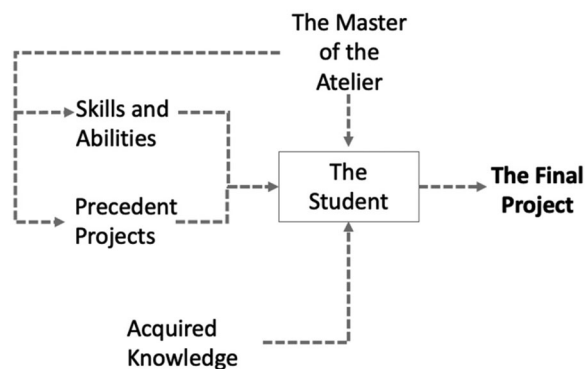 The Master
of the
Atelier
Skills and
Abilities
The
Student
The Final
Project
Precedent
Projects
Acquired
Knowledge